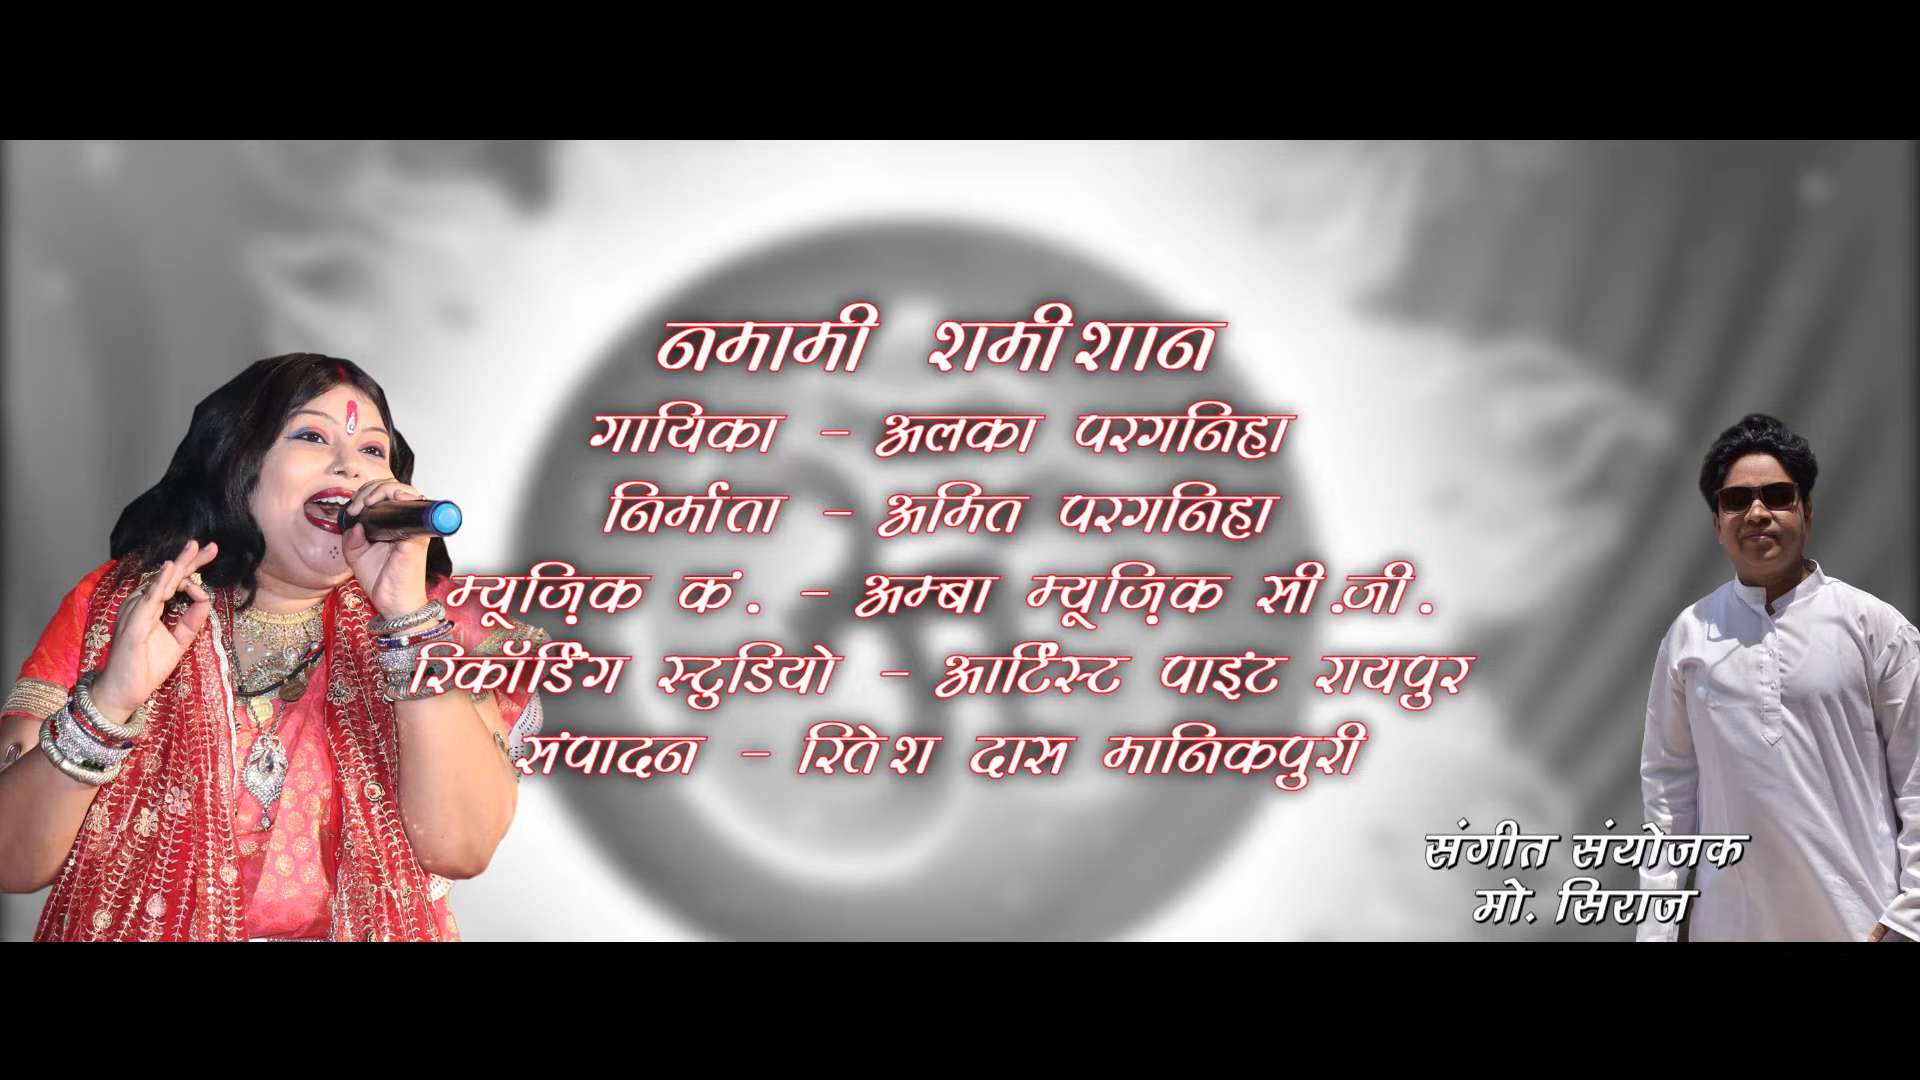 नमामी शमीशान
गायिका - अलका परगनिहा
निर्माता - अमित परगनिहा
म्यूज़िक कं. - अम्बा म्यूज़िक सी.जी.
रिकॉर्डिंग स्टुडियो - आर्टिस्ट पाइंट रायपुर
संपादन - रितेश दास मानिकपुरी
संगीत संयोजक
मो. सिराज